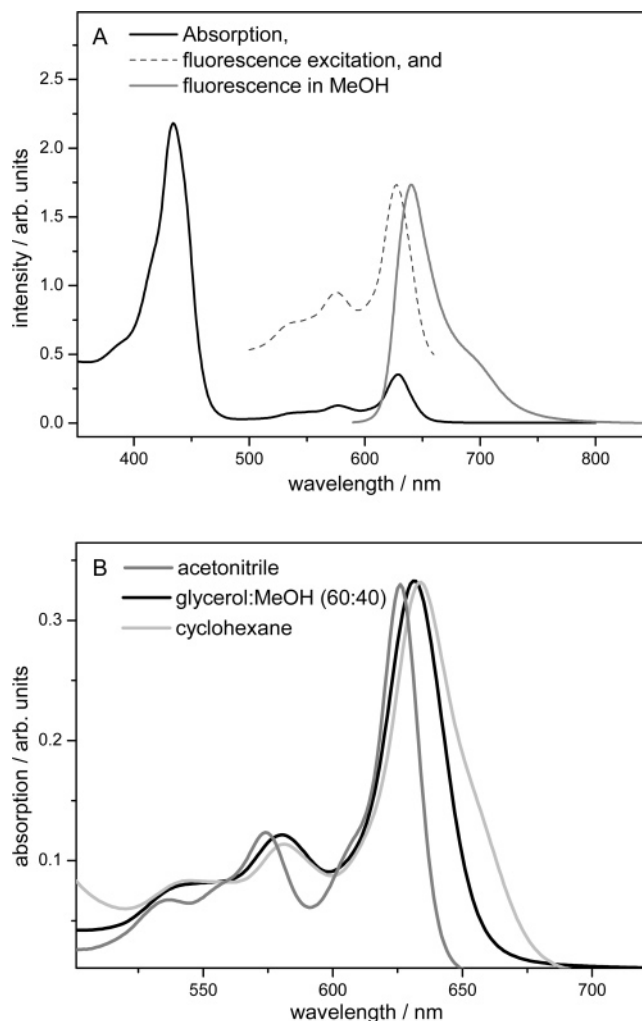 A
Absorption,
fluorescence excitation, and
fluorescence in MeOH
2.5
2.0
1.5
1.0
0.5
0.0
intensity / arb. units
400 500 600 700 800
wavelength / nm
B
acetonitrile
glycerol:MeOH (60:40)
cyclohexane
0.3
0.2
0.1
absorption / arb. units
550 600 650 700
wavelength / nm